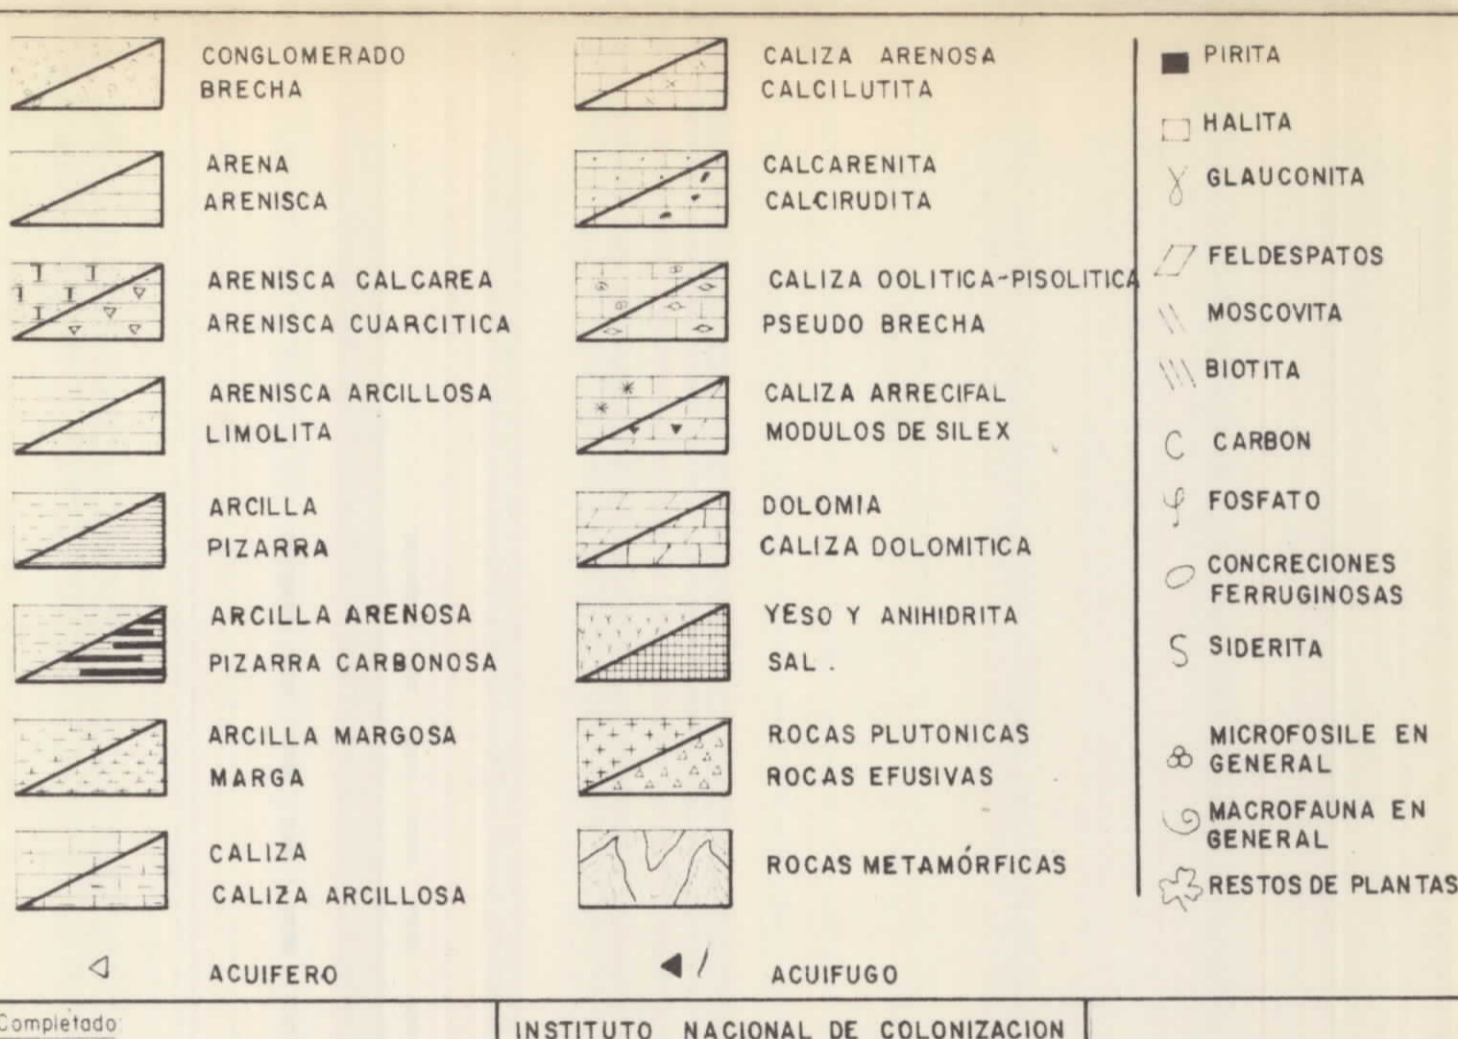 CONGLOMERADO
BRECHA
ARENA
ARENISCA
ARENISCA CALCAREA
ARENISCA CUARCITICA
ARENISCA ARCILLOSA
LIMOLITA
ARCILLA
PIZARRA
ARCILLA ARENOSA
PIZARRA CARBONOSA
ARCILLA MARGOSA
MARGA
CALIZA
CALIZA ARCILLOSA
ACUIFERO
CALIZA ARENOSA
CALCILUTITA
CALCARENITA
CALCIRUDITA
CALIZA OOLITICA-PISOLITICA
PSEUDO BRECHA
CALIZA ARRECIFAL
MODULOS DE SILEX
DOLOMIA
CALIZA DOLOMITICA
YESO Y ANIHIDRITA
SAL .
ROCAS PLUTONICAS
ROCAS EFUSIVAS
ROCAS METAMÓRFICAS
ACUIFUGO
PIRITA
HALITA
GLAUCONITA
FELDESPATOS
MOSCOVITA
BIOTITA
C CARBON
FOSFATO
CONCRECIONES
FERRUGINOSAS
S SIDERITA
MICROFOSILE EN
GENERAL
MACROFAUNA EN
GENERAL
RESTOS DE PLANTAS
Completado:
INSTITUTO NACIONAL DE COLONIZACION